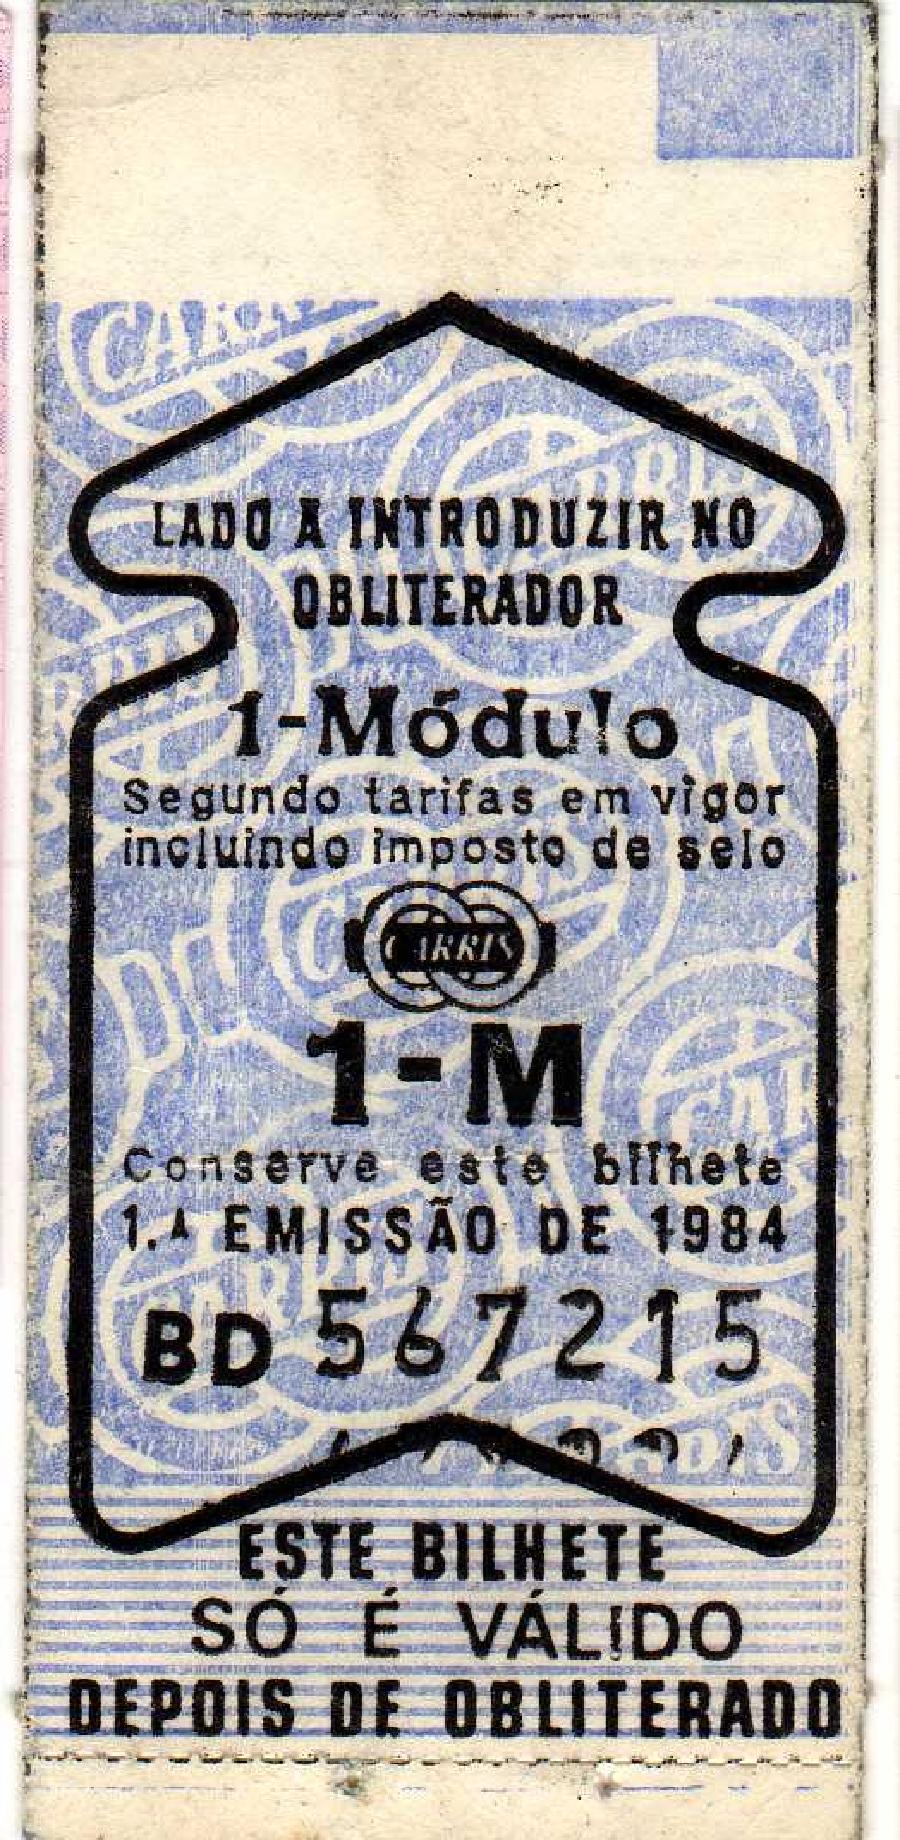 LADO A INTRODUZIR NO
OBLITERADOR
1-Módulo
Segundo tarifas em vigor
incluindo imposto de selo
CARRIS
1-M
Conserve este bilhete
1.ª EMISSÃO DE 1984
BD 567215
ESTE BILHETE
SÓ É VÁLIDO
DEPOIS DE OBLITERADO